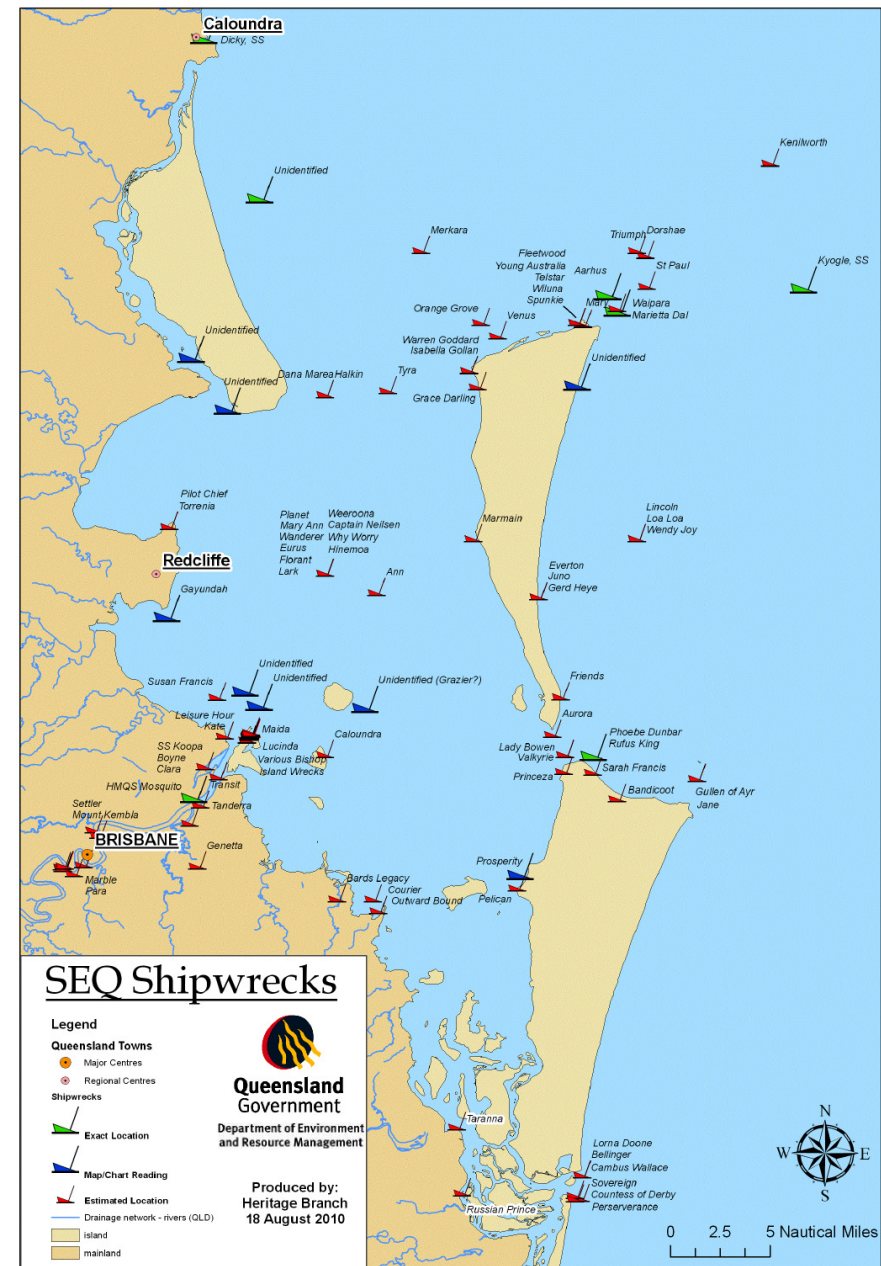 Caloundra
Dicky, SS
Kenilworth
Unidentified
Merkara
Triumph
Dorshae
Fleetwood
Young Australia
Telstar
Wiluna
Spunkie
Aarhus
St Paul
Kyogle, SS
Mary
Waipara
Marietta Dal
Orange Grove
Venus
Unidentified
Warren Goddard
Isabella Gollan
Unidentified
Unidentified
Dana Marea
Halkin
Tyra
Grace Darling
Pilot Chief
Torrenia
Planet
Mary Ann
Wanderer
Eurus
Florant
Lark
Weeroona
Captain Neilsen
Why Worry
Hinemoa
Marmain
Lincoln
Loa Loa
Wendy Joy
Redcliffe
Ann
Everton
Juno
Gerd Heye
Gayundah
Unidentified
Susan Francis
Unidentified
Unidentified (Grazier?)
Friends
Leisure Hour
Kate
Maida
Aurora
Lucinda
Caloundra
Phoebe Dunbar
Rufus King
SS Koopa
Boyne
Clara
Various Bishop
Island Wrecks
Lady Bowen
Valkyrie
Princeza
Sarah Francis
HMQS Mosquito
Transit
Bandicoot
Gullen of Ayr
Jane
Settler
Mount Kembla
Tanderra
BRISBANE
Genetta
Prosperity
Marble
Para
Bards Legacy
Courier
Outward Bound
Pelican
SEQ Shipwrecks
Legend
Queensland Towns
Major Centres
Regional Centres
Shipwrecks
Exact Location
Map/Chart Reading
Estimated Location
Drainage network - rivers (QLD)
island
mainland
Queensland
Government
Department of Environment
and Resource Management
Produced by:
Heritage Branch
18 August 2010
Taranna
Russian Prince
Lorna Doone
Bellinger
Cambus Wallace
Sovereign
Countess of Derby
Perserverance
N
W
E
S
0 2.5 5 Nautical Miles